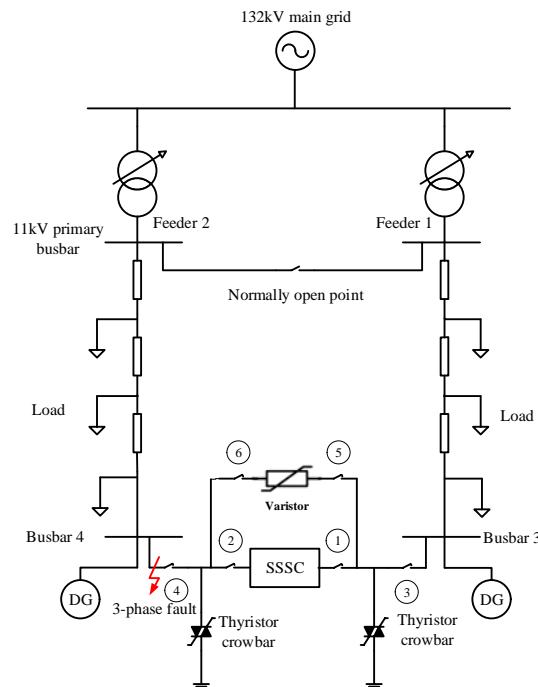 132kV main grid
Feeder 2
Feeder 1
11kV primary
busbar
Normally open point
Load
Load
6
5
Varistor
Busbar 4
Busbar 3
2
1
SSSC
4
3
DG
3-phase fault
DG
Thyristor
crowbar
Thyristor
crowbar